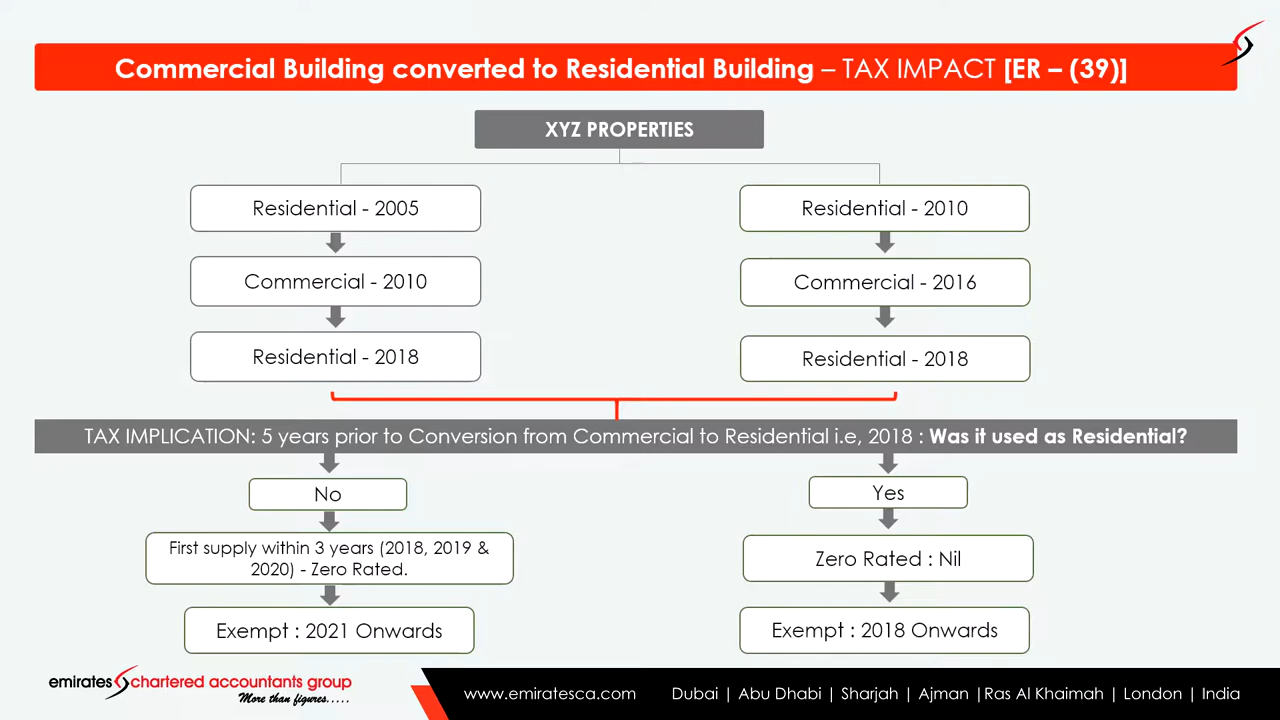 Commercial Building converted to Residential Building – TAX IMPACT [ER – (39)]
XYZ PROPERTIES
Residential - 2005
Commercial - 2010
Residential - 2018
Residential - 2010
Commercial - 2016
Residential - 2018
TAX IMPLICATION: 5 years prior to Conversion from Commercial to Residential i.e, 2018 : Was it used as Residential?
No
First supply within 3 years (2018, 2019 &
2020) - Zero Rated.
Exempt : 2021 Onwards
Yes
Zero Rated : Nil
Exempt : 2018 Onwards
emirates chartered accountants group
More than figures.....
www.emiratesca.com
Dubai | Abu Dhabi | Sharjah | Ajman |Ras Al Khaimah | London | India